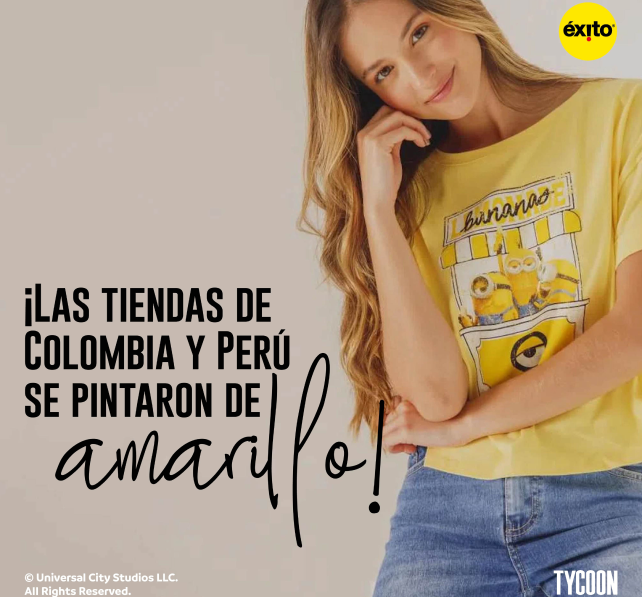 éxito
bananas
¡LAS TIENDAS DE
COLOMBIA Y PERÚ
SE PINTARON DE
amarillo!
© Universal City Studios LLC.
All Rights Reserved.
TYCOON